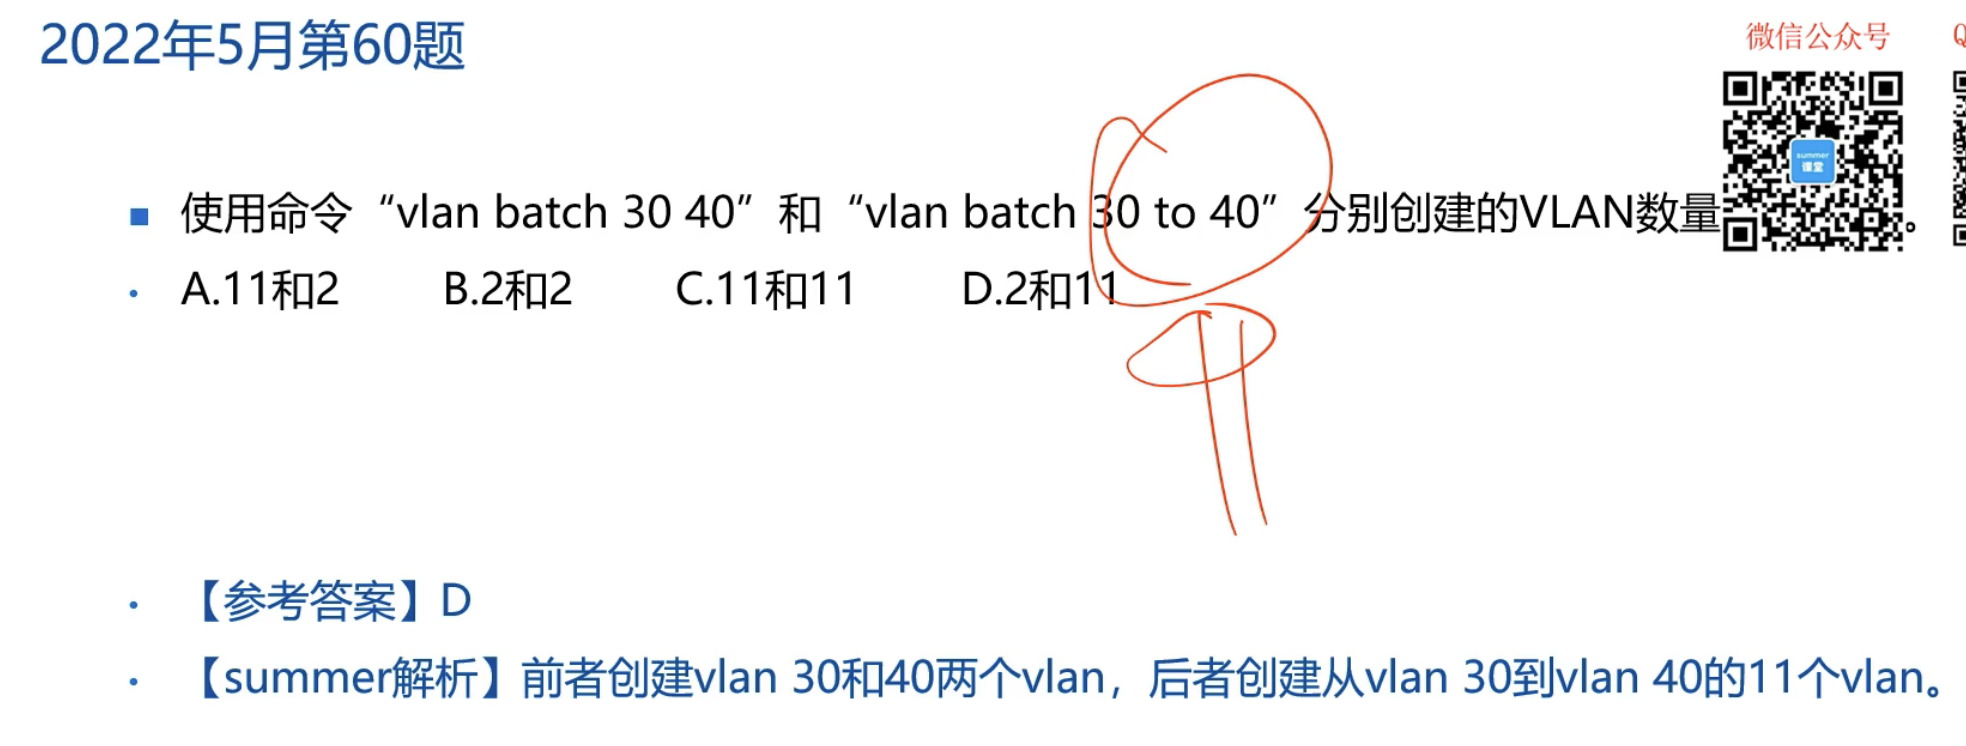 2022年5月第60题
微信公众号
Q
summer
课堂
使用命令“vlan batch 30 40”和“vlan batch 30 to 40”分别创建的VLAN数量
。
A.11和2 B.2和2 C.11和11 D.2和11
【参考答案】D
【summer解析】前者创建vlan 30和40两个vlan，后者创建从vlan 30到vlan 40的11个vlan。